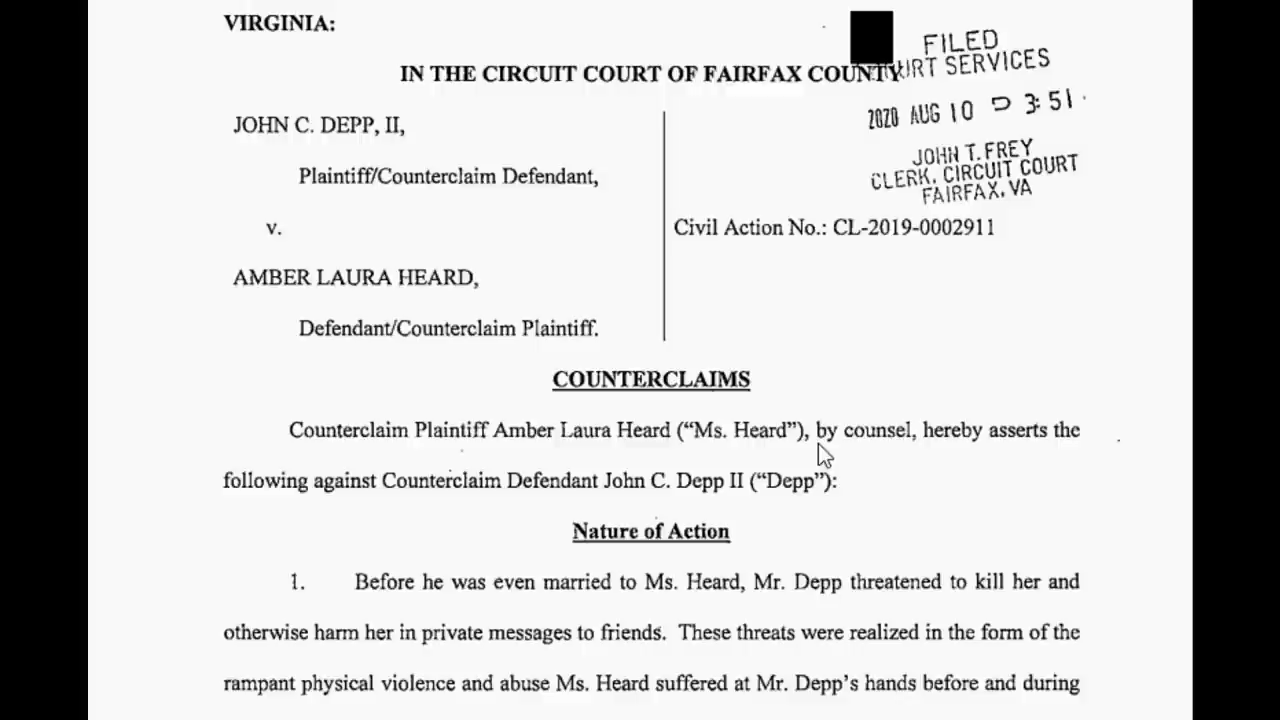 VIRGINIA:
FILED
COURT SERVICES
IN THE CIRCUIT COURT OF FAIRFAX COUNTY
2020 AUG 10 3:51
JOHN C. DEPP, II,
JOHN T. FREY
CLERK, CIRCUIT COURT
FAIRFAX, VA
Plaintiff/Counterclaim Defendant,
v.
Civil Action No.: CL-2019-0002911
AMBER LAURA HEARD,
Defendant/Counterclaim Plaintiff.
COUNTERCLAIMS
Counterclaim Plaintiff Amber Laura Heard (“Ms. Heard”), by counsel, hereby asserts the
following against Counterclaim Defendant John C. Depp II (“Depp”):
Nature of Action
1. Before he was even married to Ms. Heard, Mr. Depp threatened to kill her and
otherwise harm her in private messages to friends. These threats were realized in the form of the
rampant physical violence and abuse Ms. Heard suffered at Mr. Depp’s hands before and during